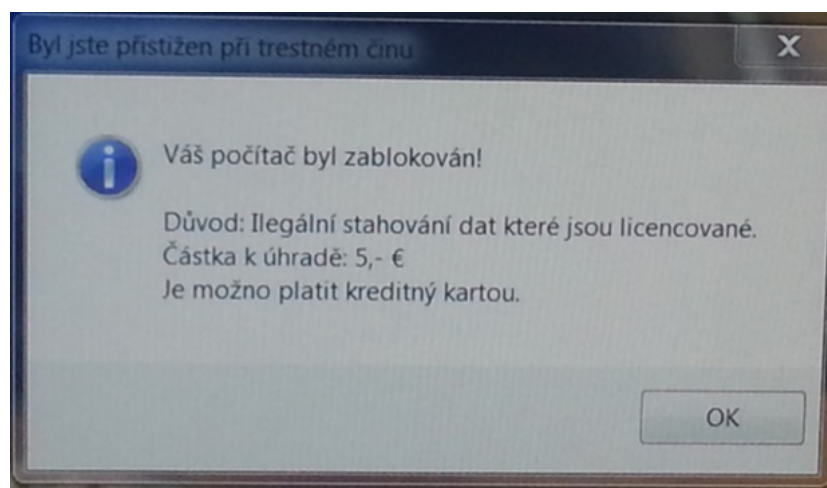 Byl jste přistižen při trestném činu
Váš počítač byl zablokován!
Důvod: Ilegální stahování dat které jsou licencované.
Částka k úhradě: 5,- €
Je možno platit kreditný kartou.
OK